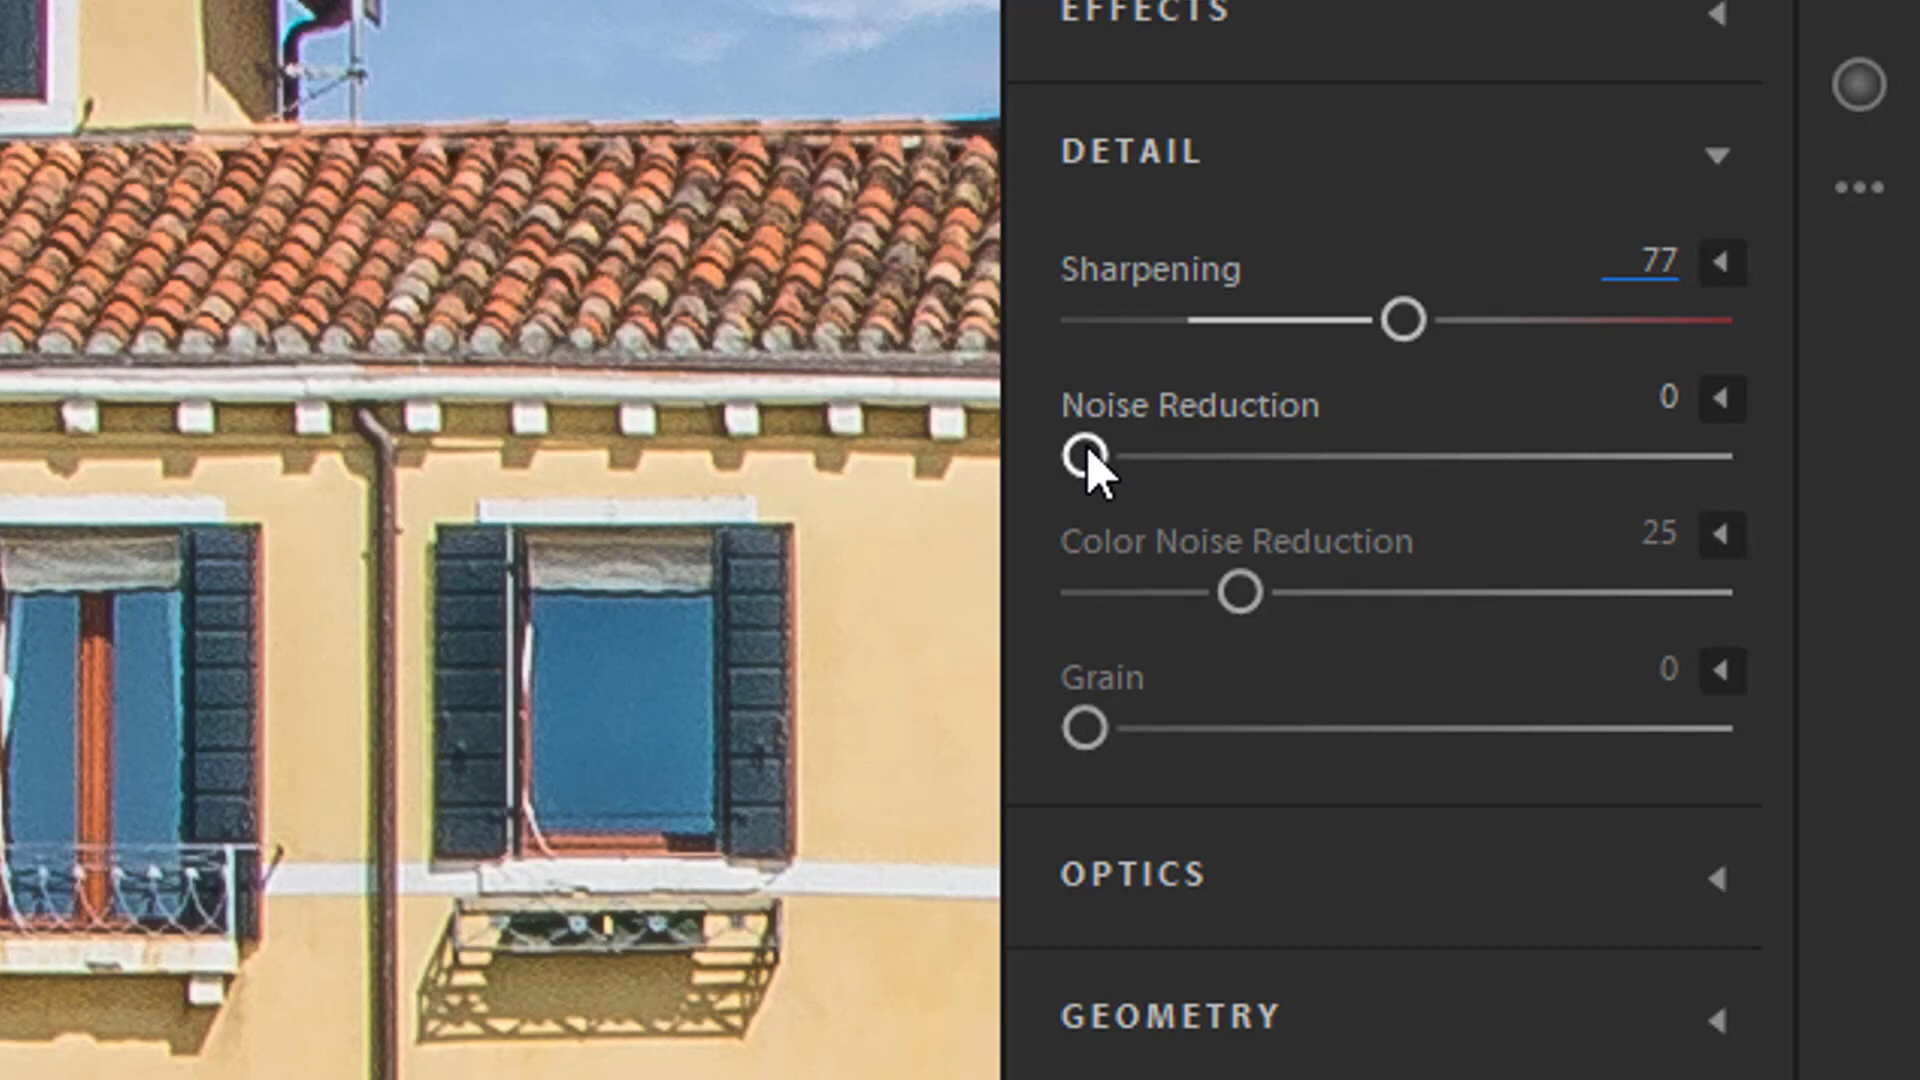 EFFECTS
DETAIL
Sharpening 77
Noise Reduction 0
Color Noise Reduction 25
Grain 0
OPTICS
GEOMETRY